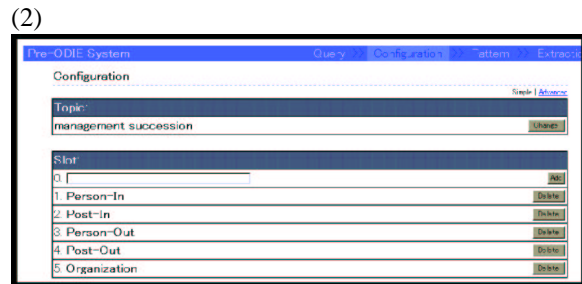 (2)
Pre-ODIE System Query >> Configuration >> Pattern >> Extractio
Configuration
Simple | Advanced
Topic:
management succession Change
Slot:
0. Add
1. Person-In Delete
2. Post-In Delete
3. Person-Out Delete
4. Post-Out Delete
5. Organization Delete